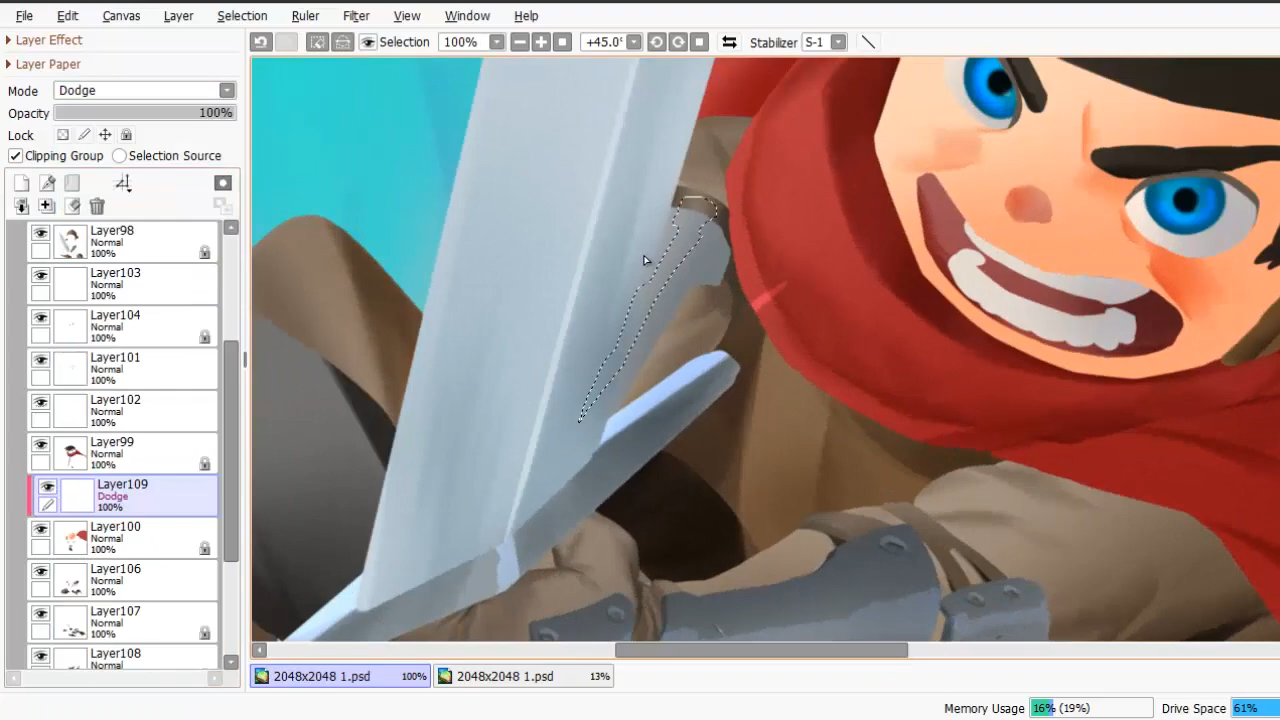 File Edit Canvas Layer Selection Ruler Filter View Window Help
Layer Effect
Selection 100% +45.0° Stabilizer S-1
Layer Paper
Mode Dodge
Opacity 100%
Lock
Clipping Group Selection Source
Layer98
Normal
100%
Layer103
Normal
100%
Layer104
Normal
100%
Layer101
Normal
100%
Layer102
Normal
100%
Layer99
Normal
100%
Layer109
Dodge
100%
Layer100
Normal
100%
Layer106
Normal
100%
Layer107
Normal
100%
Layer108
Normal
2048x2048 1.psd 100% 2048x2048 1.psd 13%
Memory Usage 16% (19%) Drive Space 61%